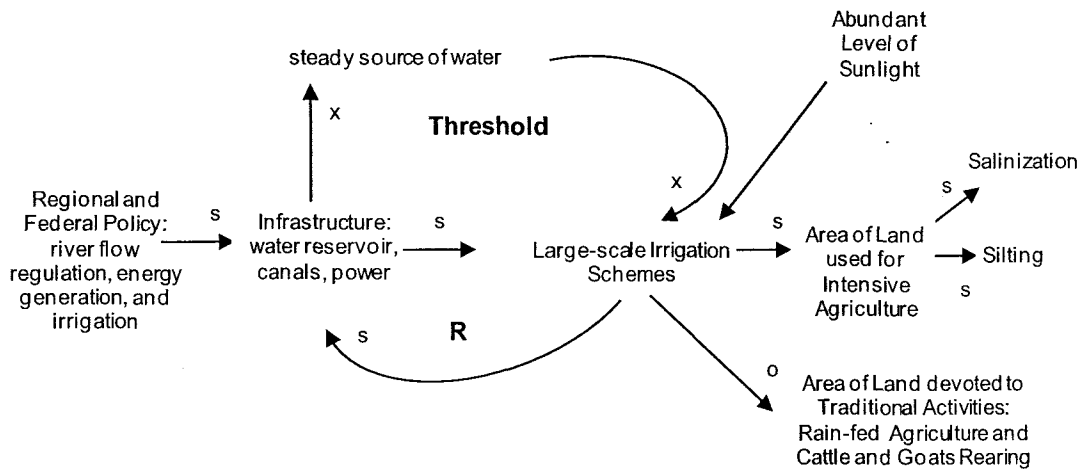 Abundant
Level of
Sunlight
steady source of water
x
Threshold
Salinization
s
x
Regional and
Federal Policy:
river flow
regulation, energy
generation, and
irrigation
s
Infrastructure:
water reservoir,
canals, power
s
Large-scale Irrigation
Schemes
s
Area of Land
used for
Intensive
Agriculture
Silting
s
s
R
o
Area of Land devoted to
Traditional Activities:
Rain-fed Agriculture and
Cattle and Goats Rearing